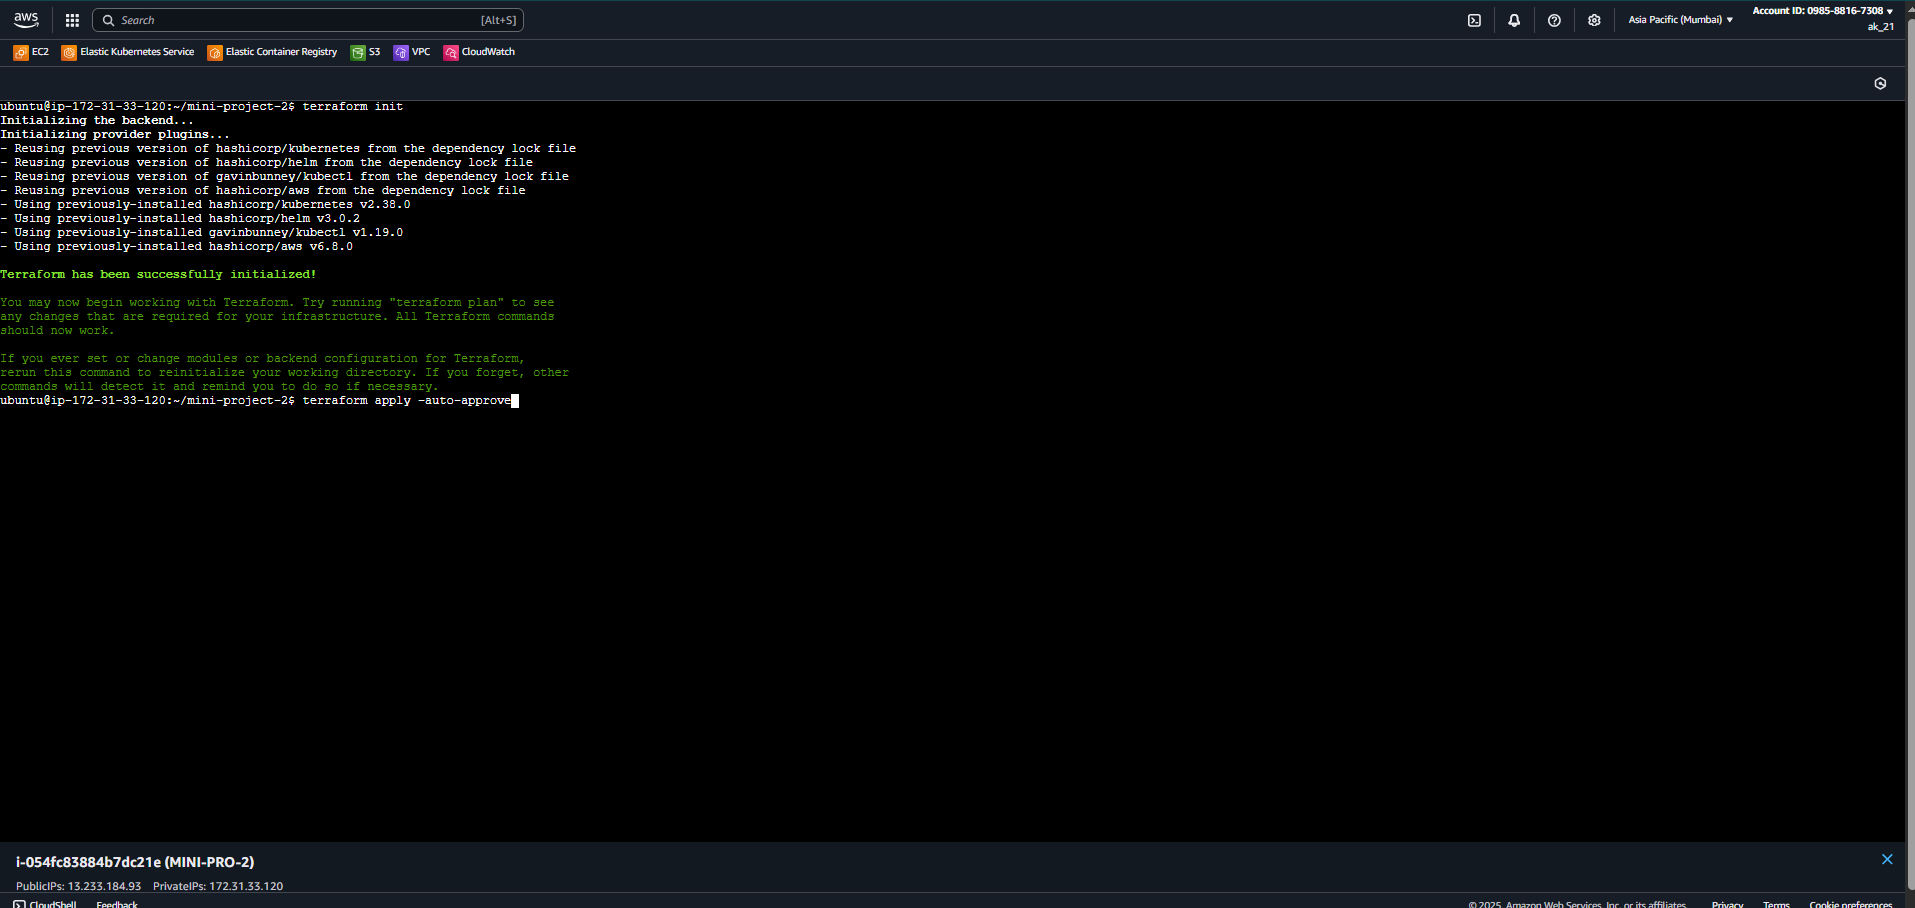 aws
Search [Alt+S]
Asia Pacific (Mumbai)
Account ID: 0985-8816-7308
ak_21
EC2 Elastic Kubernetes Service Elastic Container Registry S3 VPC CloudWatch
ubuntu@ip-172-31-33-120:~/mini-project-2$ terraform init
Initializing the backend...
Initializing provider plugins...
- Reusing previous version of hashicorp/kubernetes from the dependency lock file
- Reusing previous version of hashicorp/helm from the dependency lock file
- Reusing previous version of gavinbunney/kubectl from the dependency lock file
- Reusing previous version of hashicorp/aws from the dependency lock file
- Using previously-installed hashicorp/kubernetes v2.38.0
- Using previously-installed hashicorp/helm v3.0.2
- Using previously-installed gavinbunney/kubectl v1.19.0
- Using previously-installed hashicorp/aws v6.8.0
Terraform has been successfully initialized!
You may now begin working with Terraform. Try running "terraform plan" to see
any changes that are required for your infrastructure. All Terraform commands
should now work.
If you ever set or change modules or backend configuration for Terraform,
rerun this command to reinitialize your working directory. If you forget, other
commands will detect it and remind you to do so if necessary.
ubuntu@ip-172-31-33-120:~/mini-project-2$ terraform apply -auto-approve
i-054fc83884b7dc21e (MINI-PRO-2)
PublicIPs: 13.233.184.93 PrivateIPs: 172.31.33.120
CloudShell Feedback © 2025, Amazon Web Services, Inc. or its affiliates. Privacy Terms Cookie preferences